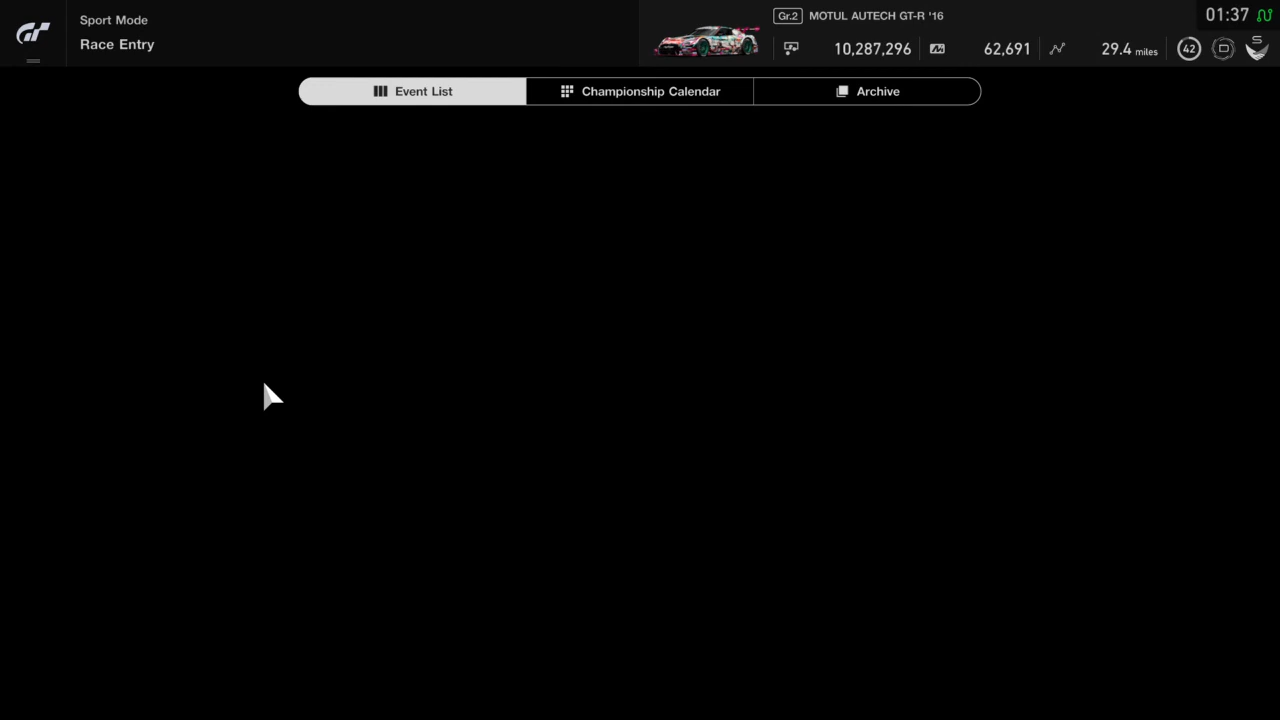 Sport Mode
Race Entry
Gr.2 MOTUL AUTECH GT-R '16
01:37
10,287,296
62,691
29.4 miles
42
D
S
Event List
Championship Calendar
Archive